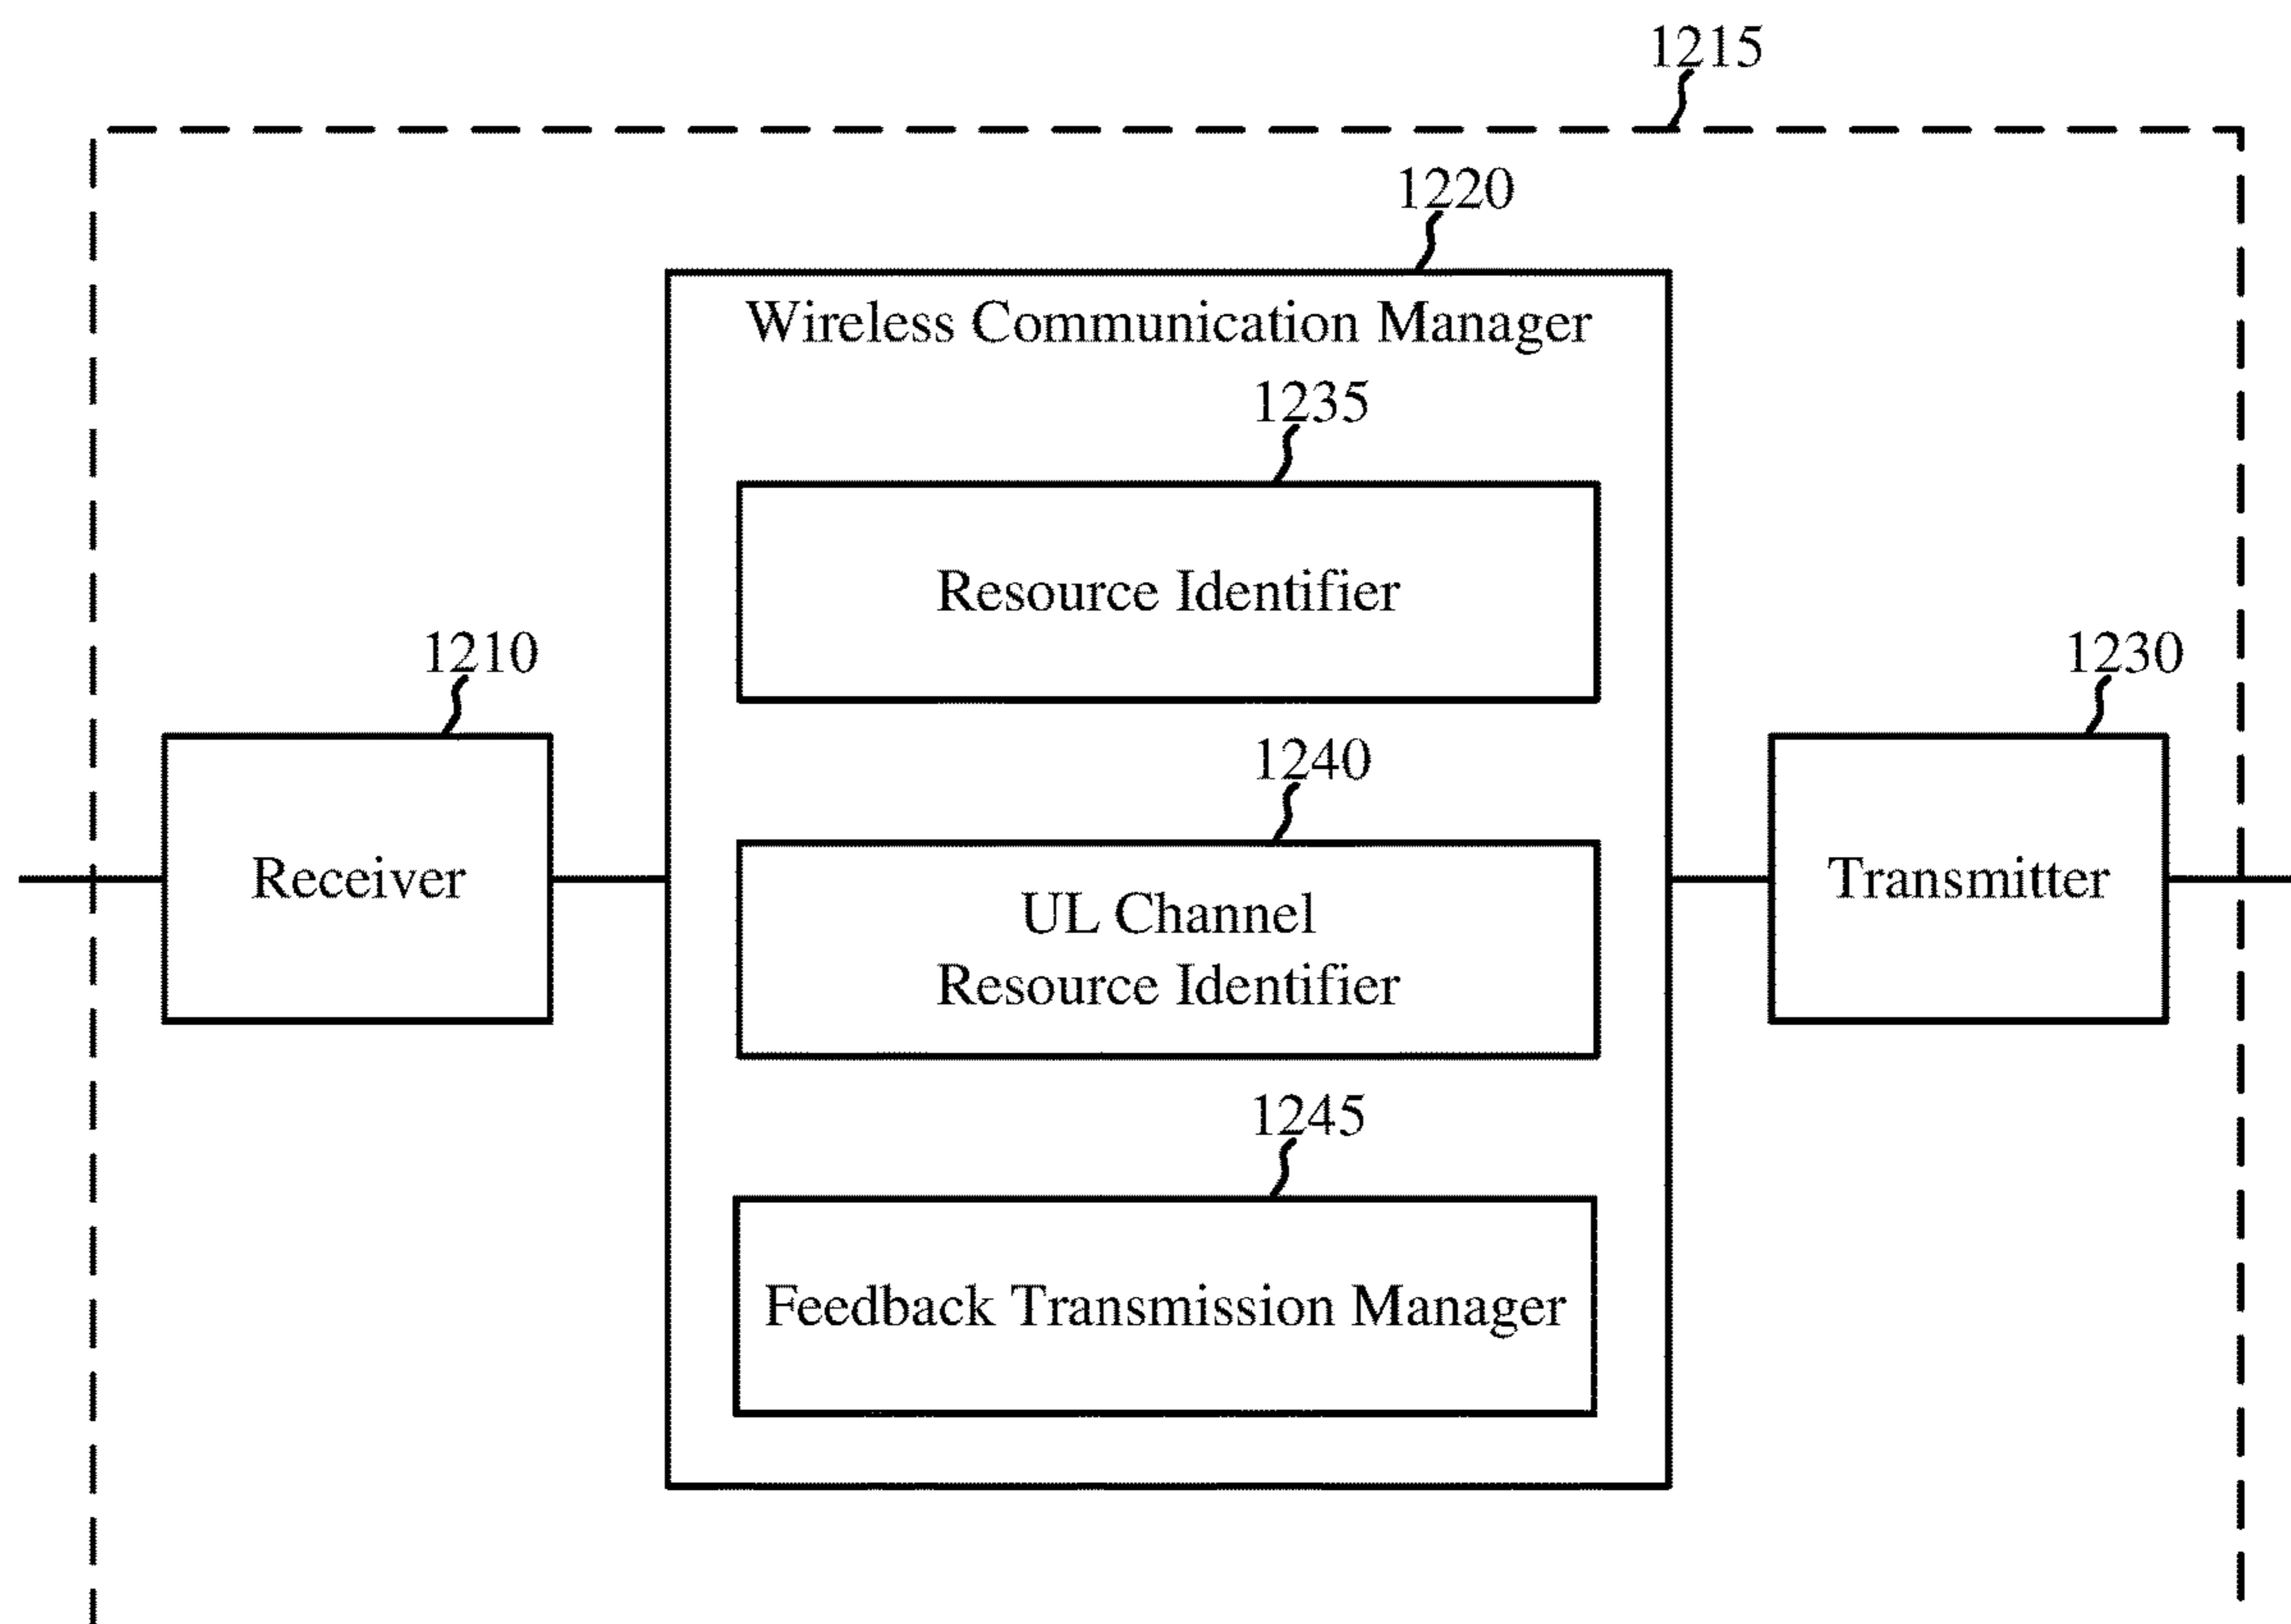 1215
1220
Wireless Communication Manager
1235
Resource Identifier
1210
Receiver
1240
UL Channel
Resource Identifier
1230
Transmitter
1245
Feedback Transmission Manager